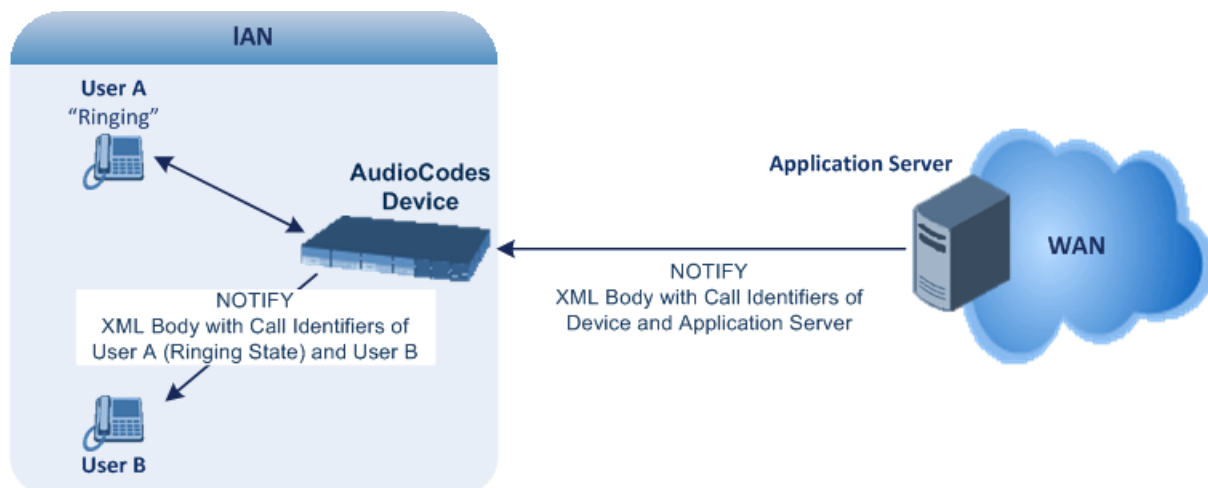 lAN
User A
"Ringing"
AudioCodes
Device
Application Server
WAN
NOTIFY
XML Body with Call Identifiers of
Device and Application Server
NOTIFY
XML Body with Call Identifiers of
User A (Ringing State) and User B
User B